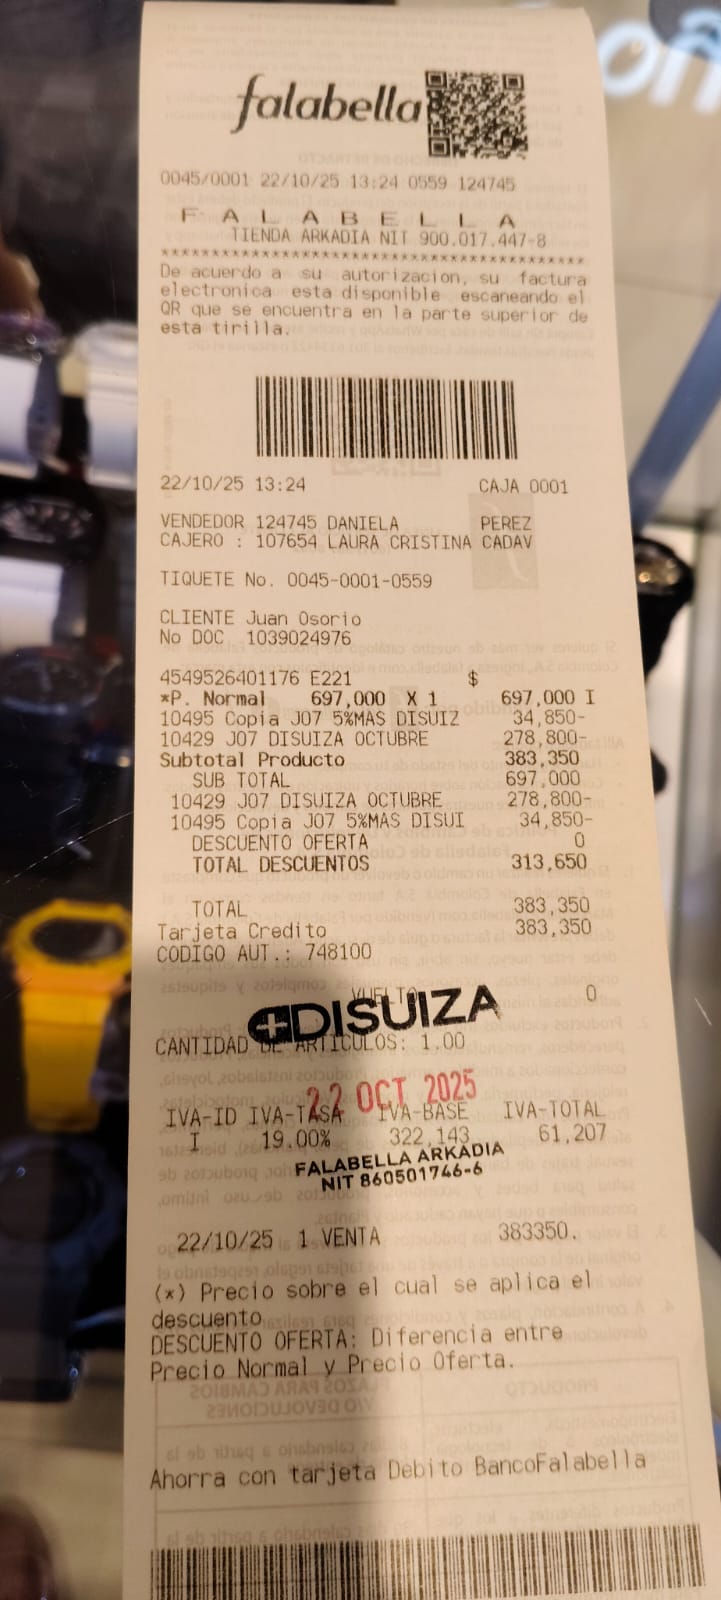 falabella
0045/0001 22/10/25 13:24 0559 124745
F A L A B E L L A
TIENDA ARKADIA NIT 900.017.447-8
************************************************
De acuerdo a su autorizacion, su factura
electronica esta disponible escaneando el
QR que se encuentra en la parte superior de
esta tirilla.
22/10/25 13:24 CAJA 0001
VENDEDOR 124745 DANIELA PEREZ
CAJERO : 107654 LAURA CRISTINA CADAV
TIQUETE No. 0045-0001-0559
CLIENTE Juan Osorio
No DOC 1039024976
4549526401176 E221 $
*P. Normal 697,000 X 1 697,000 I
10495 Copia J07 5%MAS DISUIZ 34,850-
10429 J07 DISUIZA OCTUBRE 278,800-
Subtotal Producto 383,350
SUB TOTAL 697,000
10429 J07 DISUIZA OCTUBRE 278,800-
10495 Copia J07 5%MAS DISUI 34,850-
DESCUENTO OFERTA 0
TOTAL DESCUENTOS 313,650
TOTAL 383,350
Tarjeta Credito 383,350
CODIGO AUT.: 748100
VUELTO 0
DISUIZA
CANTIDAD DE ARTICULOS: 1.00
22 OCT 2025
IVA-ID IVA-TASA IVA-BASE IVA-TOTAL
I 19.00% 322,143 61,207
FALABELLA ARKADIA
NIT 860501746-6
22/10/25 1 VENTA 383350.
(*) Precio sobre el cual se aplica el
descuento
DESCUENTO OFERTA: Diferencia entre
Precio Normal y Precio Oferta.
Ahorra con tarjeta Debito BancoFalabella